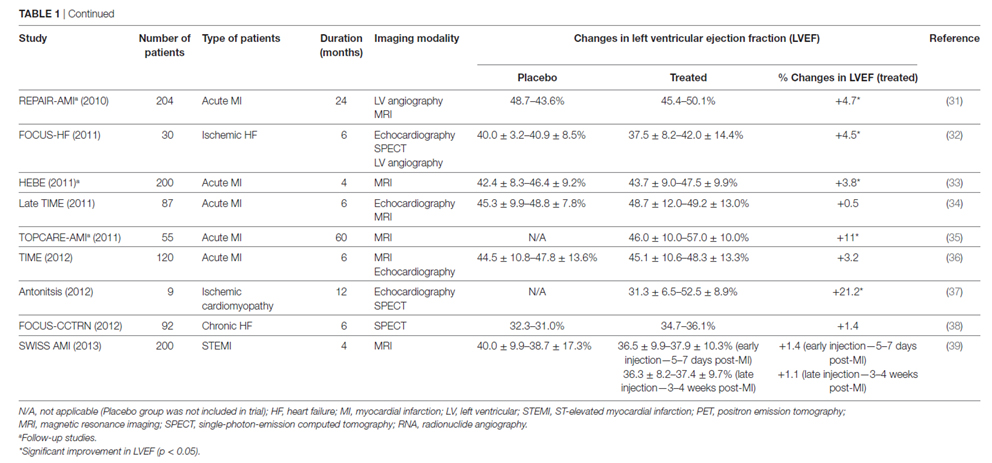 TABLE 1 | Continued
Study Number of patients Type of patients Duration (months) Imaging modality Changes in left ventricular ejection fraction (LVEF) Reference
Placebo Treated % Changes in LVEF (treated)
REPAIR-AMIᵃ (2010) 204 Acute MI 24 LV angiography 48.7–43.6% 45.4–50.1% +4.7* (31)
MRI
FOCUS-HF (2011) 30 Ischemic HF 6 Echocardiography 40.0 ± 3.2–40.9 ± 8.5% 37.5 ± 8.2–42.0 ± 14.4% +4.5* (32)
SPECT
LV angiography
HEBE (2011)ᵃ 200 Acute MI 4 MRI 42.4 ± 8.3–46.4 ± 9.2% 43.7 ± 9.0–47.5 ± 9.9% +3.8* (33)
Late TIME (2011) 87 Acute MI 6 Echocardiography 45.3 ± 9.9–48.8 ± 7.8% 48.7 ± 12.0–49.2 ± 13.0% +0.5 (34)
MRI
TOPCARE-AMIᵃ (2011) 55 Acute MI 60 MRI N/A 46.0 ± 10.0–57.0 ± 10.0% +11* (35)
TIME (2012) 120 Acute MI 6 MRI 44.5 ± 10.8–47.8 ± 13.6% 45.1 ± 10.6–48.3 ± 13.3% +3.2 (36)
Echocardiography
Antonitsis (2012) 9 Ischemic 12 Echocardiography N/A 31.3 ± 6.5–52.5 ± 8.9% +21.2* (37)
cardiomyopathy SPECT
FOCUS-CCTRN (2012) 92 Chronic HF 6 SPECT 32.3–31.0% 34.7–36.1% +1.4 (38)
SWISS AMI (2013) 200 STEMI 4 MRI 40.0 ± 9.9–38.7 ± 17.3% 36.5 ± 9.9–37.9 ± 10.3% (early +1.4 (early injection—5–7 days (39)
injection—5–7 days post-MI) post-MI)
36.3 ± 8.2–37.4 ± 9.7% (late +1.1 (late injection—3–4 weeks
injection—3–4 weeks post-MI) post-MI)
N/A, not applicable (Placebo group was not included in trial); HF, heart failure; MI, myocardial infarction; LV, left ventricular; STEMI, ST-elevated myocardial infarction; PET, positron emission tomography;
MRI, magnetic resonance imaging; SPECT, single-photon-emission computed tomography; RNA, radionuclide angiography.
ᵃFollow-up studies.
*Significant improvement in LVEF (p < 0.05).